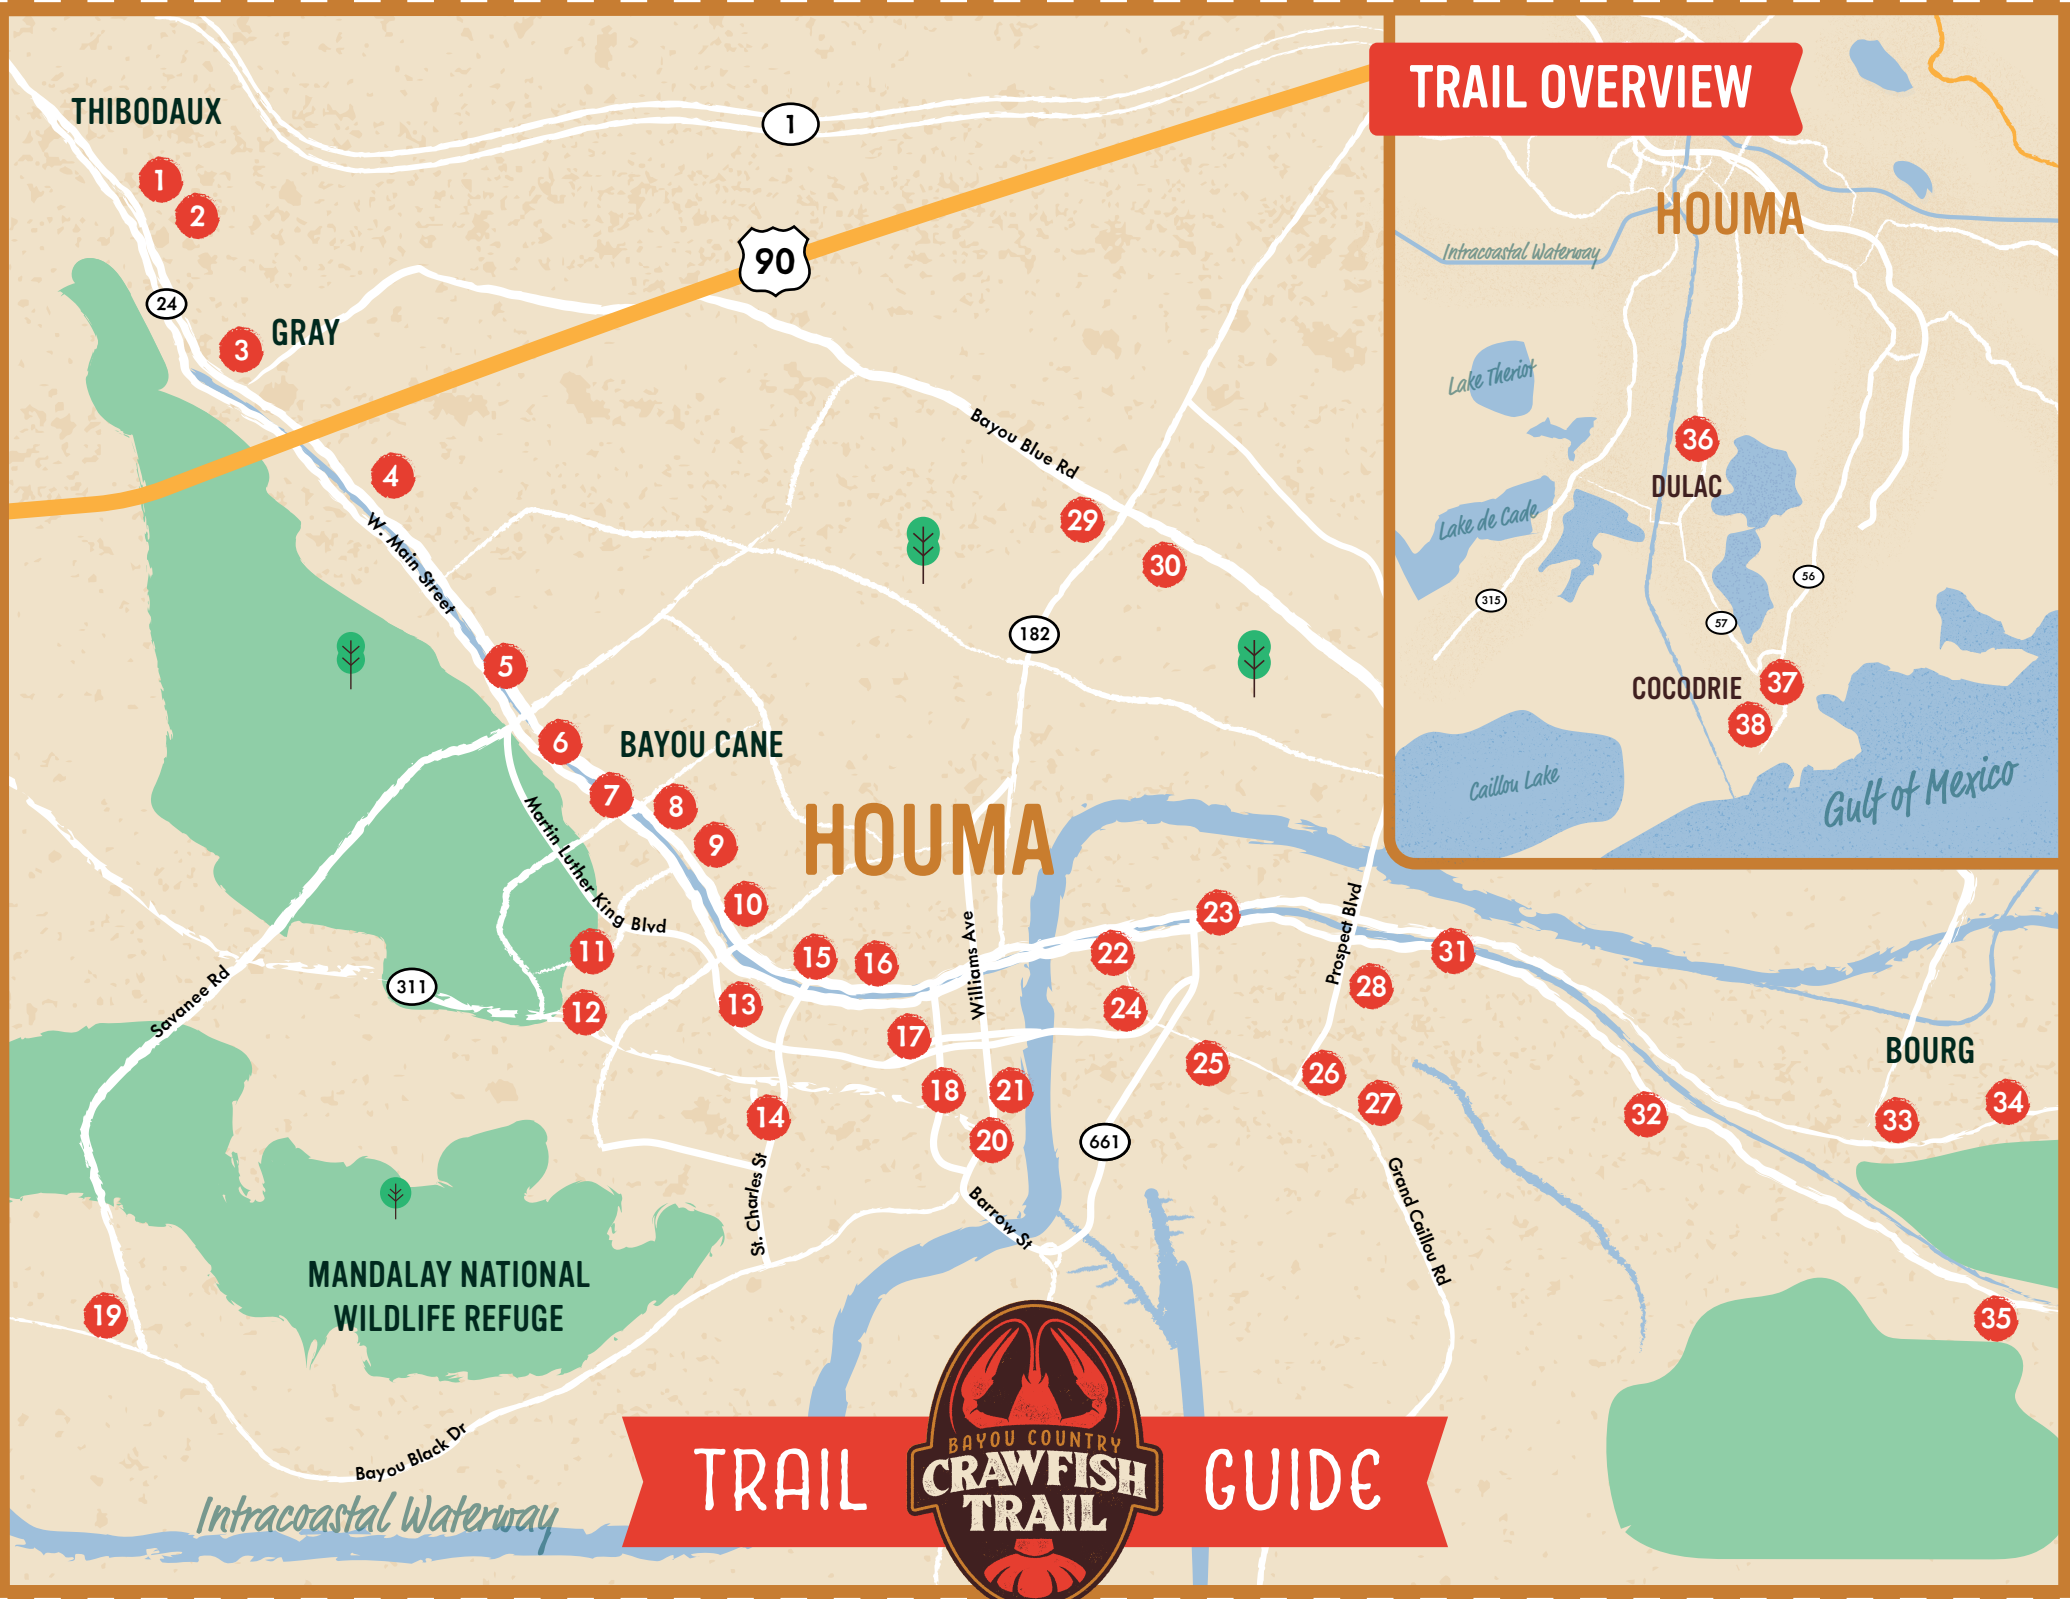 TRAIL OVERVIEW
THIBODAUX
1
1
2
HOUMA
Intracoastal Waterway
90
24
GRAY
3
Lake Theriot
36
DULAC
4
Bayou Blue Rd
29
30
W. Main Street
Lake de Cade
315
56
57
182
5
COCODRIE
37
38
6
BAYOU CANE
7
8
9
HOUMA
Caillou Lake
Gulf of Mexico
Martin Luther King Blvd
10
11
12
311
Savanee Rd
13
15
16
Williams Ave
22
23
24
Prospect Blvd
28
31
17
18
21
20
14
25
26
27
661
32
BOURG
33
34
St. Charles St
Barrow St
Grand Caillou Rd
MANDALAY NATIONAL
WILDLIFE REFUGE
19
35
Bayou Black Dr
Intracoastal Waterway
TRAIL
BAYOU COUNTRY
CRAWFISH
TRAIL
GUIDE